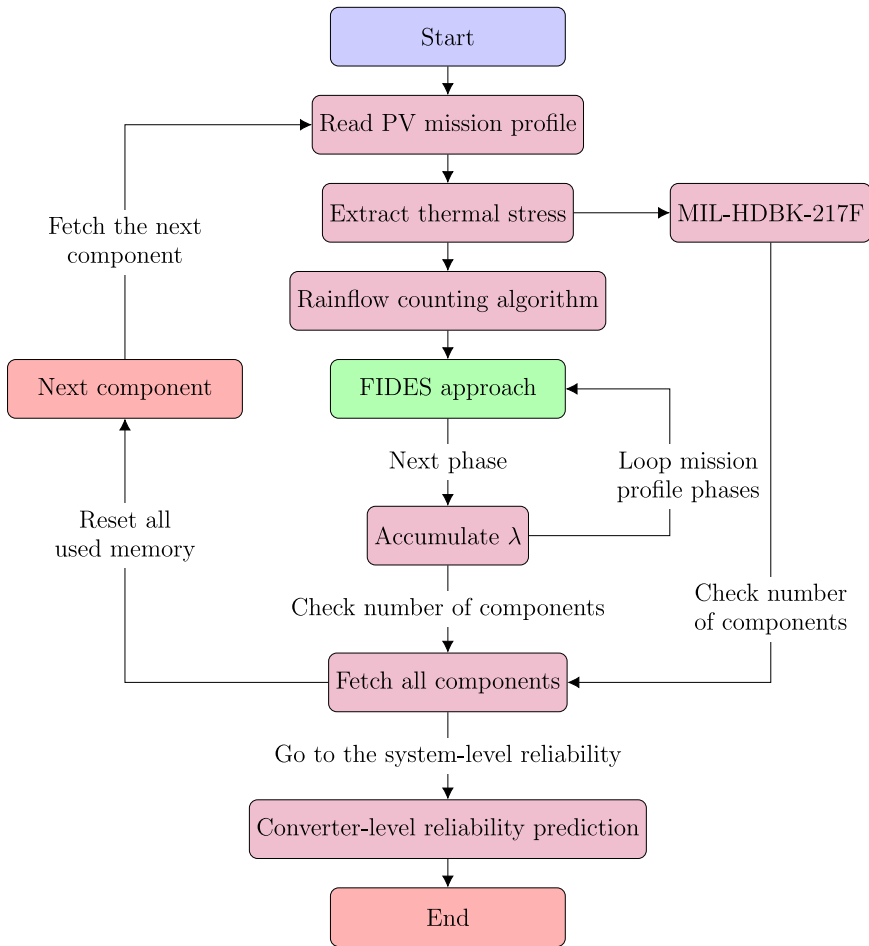 Start
Read PV mission profile
Extract thermal stress
MIL-HDBK-217F
Fetch the next
component
Rainflow counting algorithm
Next component
FIDES approach
Next phase
Loop mission
profile phases
Reset all
used memory
Accumulate λ
Check number of components
Check number
of components
Fetch all components
Go to the system-level reliability
Converter-level reliability prediction
End